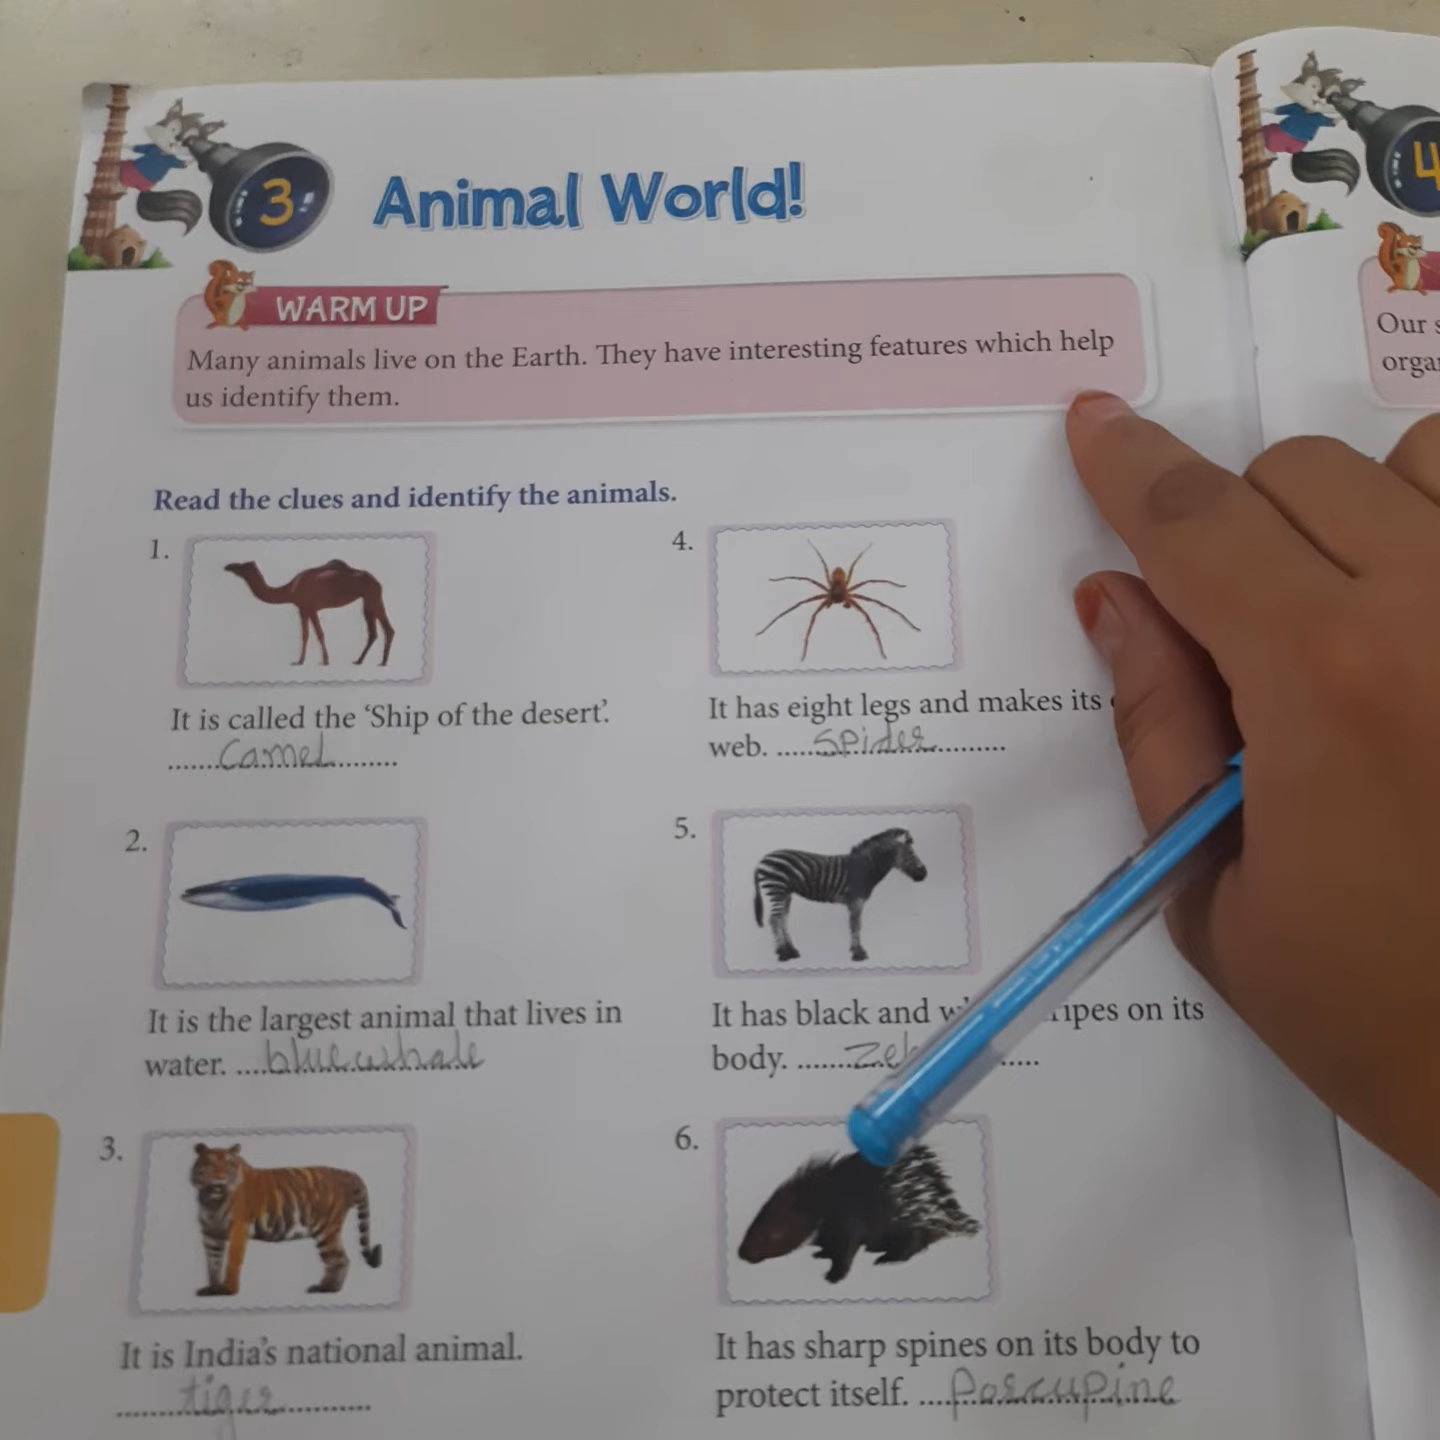 3
Animal World!
4
WARM UP
Many animals live on the Earth. They have interesting features which help
us identify them.
Our
Read the clues and identify the animals.
1.
It is called the ‘Ship of the desert’.
Camel
2.
It is the largest animal that lives in
water. ....blue whale
3.
It is India's national animal.
tiger
4.
It has eight legs and makes its
web. .....Spider..........
5.
It has black and on its
body. .......
6.
It has sharp spines on its body to
protect itself. ....Porcupine